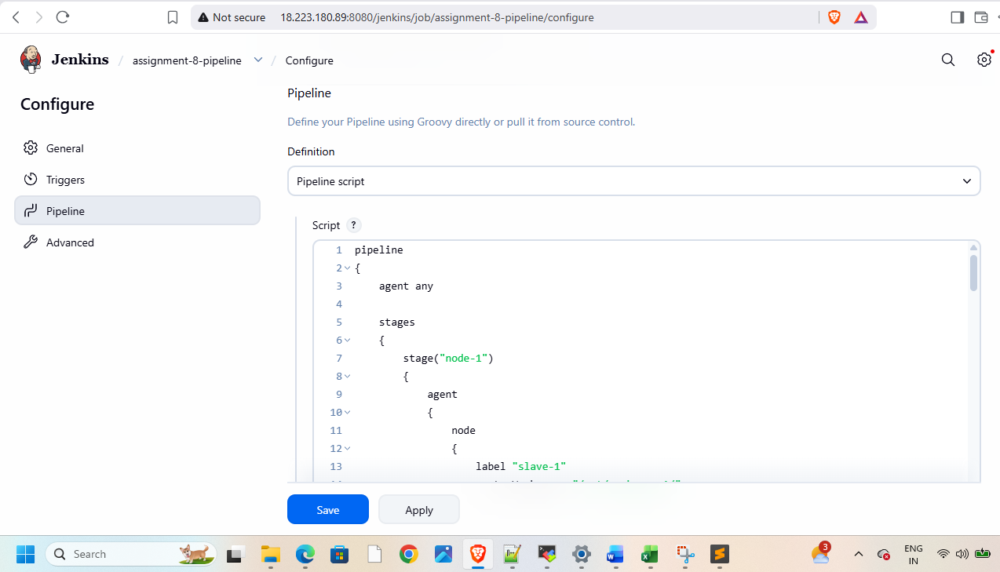 Not secure 18.223.180.89:8080/jenkins/job/assignment-8-pipeline/configure
Jenkins / assignment-8-pipeline / Configure
Configure
General
Triggers
Pipeline
Advanced
Pipeline
Define your Pipeline using Groovy directly or pull it from source control.
Definition
Pipeline script
Script ?
1 pipeline
2 {
3 agent any
4
5 stages
6 {
7 stage("node-1")
8 {
9 agent
10 {
11 node
12 {
13 label "slave-1"
Save Apply
Search
3
ENG
IN